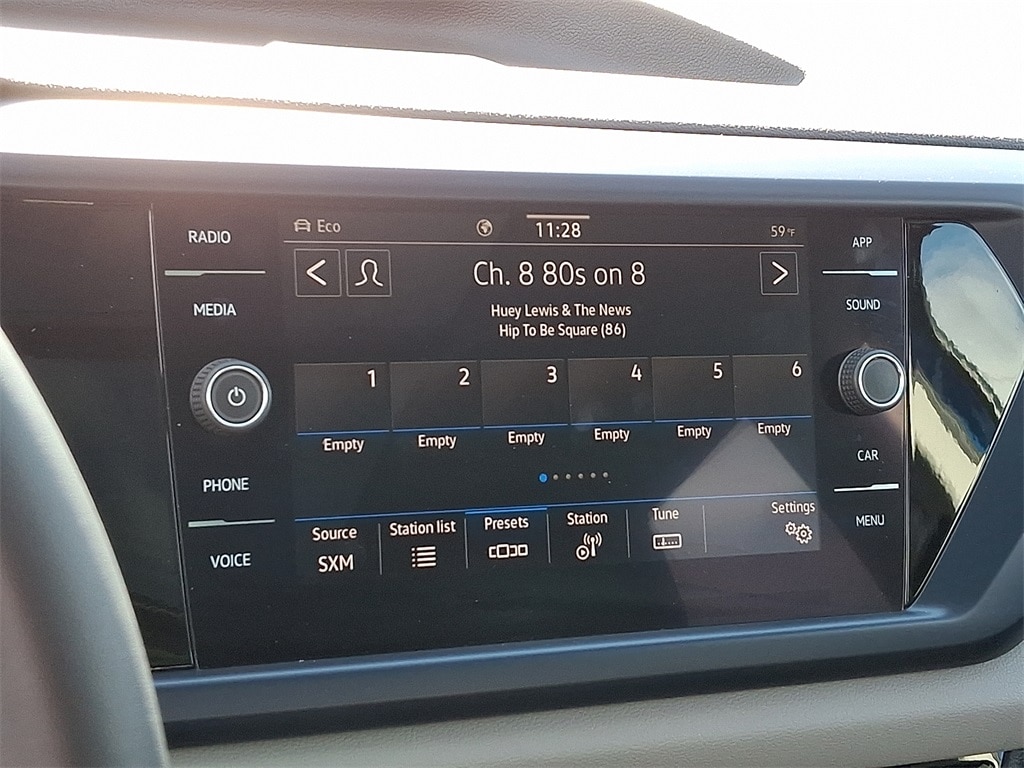 RADIO
MEDIA
PHONE
VOICE
Eco
11:28
59°F
Ch. 8 80s on 8
Huey Lewis & The News
Hip To Be Square (86)
1 2 3 4 5 6
Empty Empty Empty Empty Empty Empty
Source Station list Presets Station Tune Settings
SXM
APP
SOUND
CAR
MENU